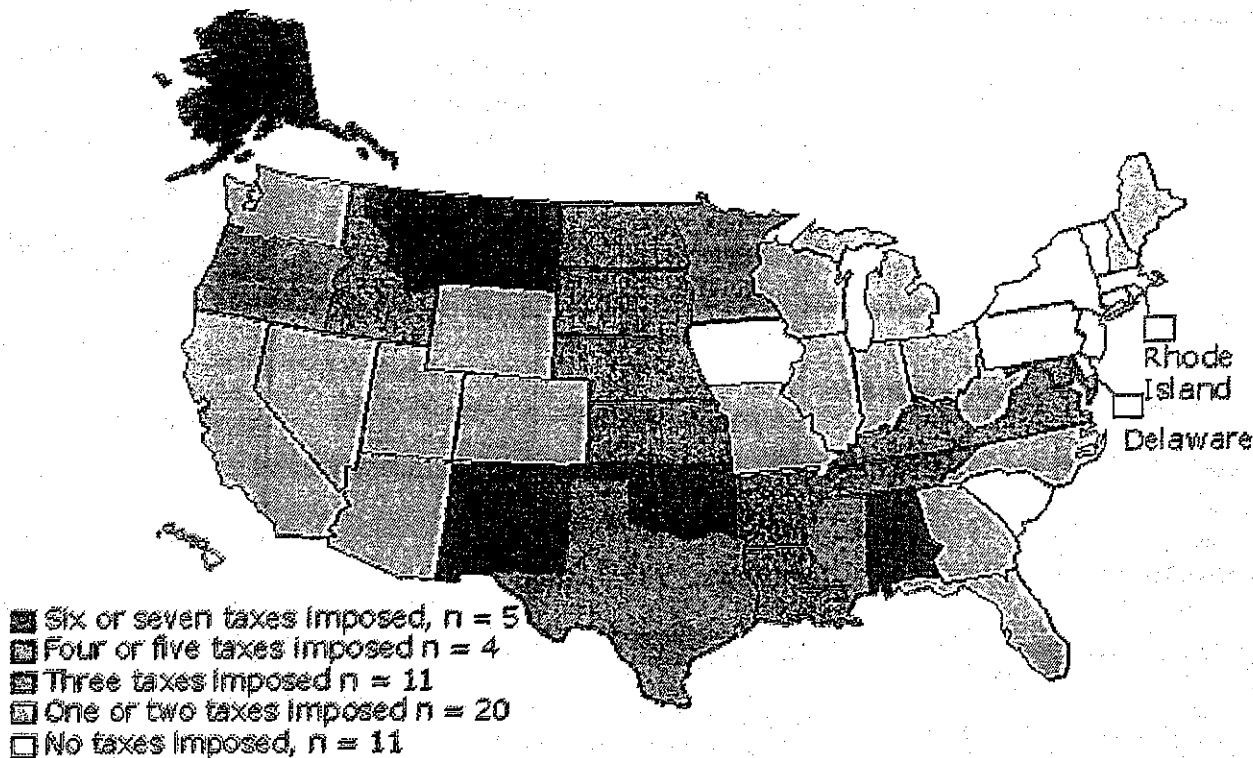 Rhode
Island
Delaware
Six or seven taxes imposed, n = 5
Four or five taxes imposed n = 4
Three taxes imposed n = 11
One or two taxes imposed n = 20
No taxes imposed, n = 11